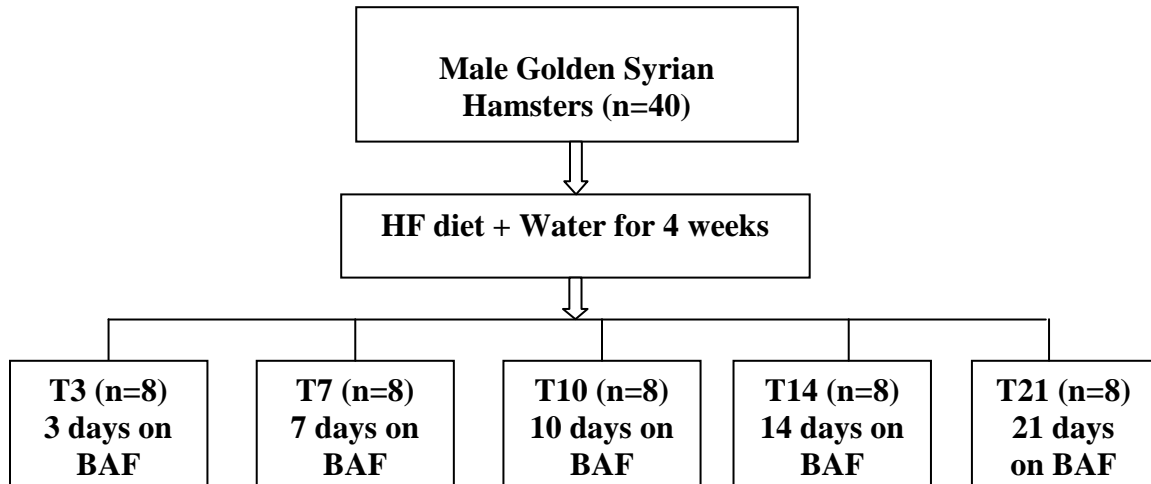 Male Golden Syrian
Hamsters (n=40)
HF diet + Water for 4 weeks
T3 (n=8)
3 days on
BAF
T7 (n=8)
7 days on
BAF
T10 (n=8)
10 days on
BAF
T14 (n=8)
14 days on
BAF
T21 (n=8)
21 days
on BAF